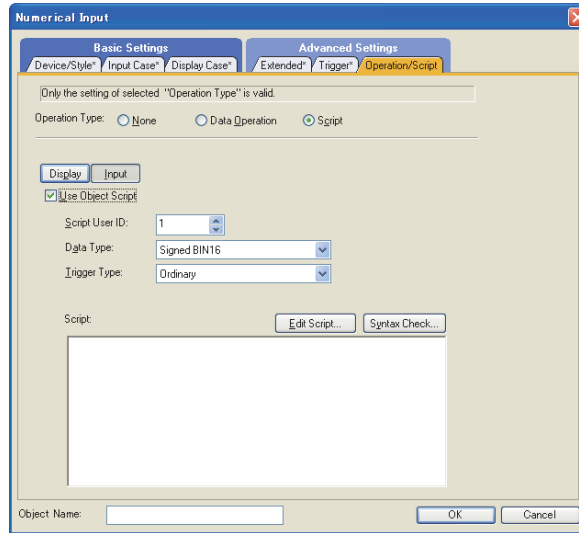 Numerical Input
Basic Settings Advanced Settings
Device/Style* Input Case* Display Case* Extended* Trigger* Operation/Script
Only the setting of selected "Operation Type" is valid.
Operation Type: None Data Operation Script
Display Input
Use Object Script
Script User ID: 1
Data Type: Signed BIN16
Trigger Type: Ordinary
Script: Edit Script... Syntax Check...
Object Name: OK Cancel